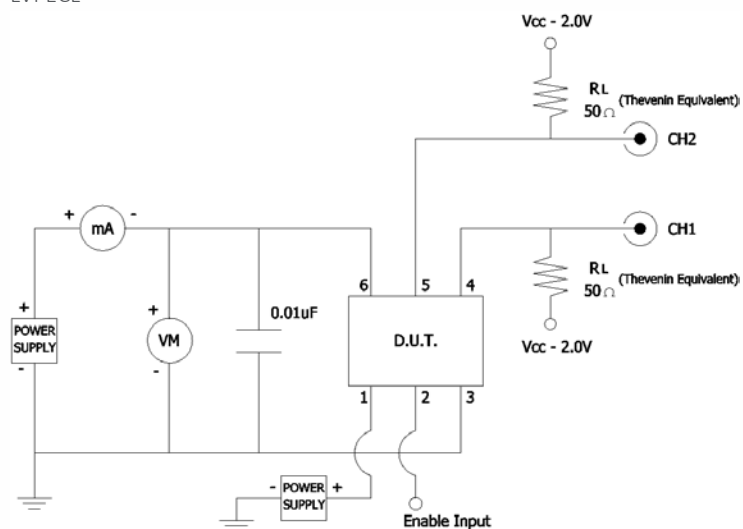 LVPECL
Vcc - 2.0V
RL (Thevenin Equivalent)
50Ω
CH2
CH1
RL (Thevenin Equivalent)
50Ω
Vcc - 2.0V
+ mA -
+ POWER SUPPLY -
+ VM -
0.01uF
6 5 4
D.U.T.
1 2 3
- POWER SUPPLY +
Enable Input